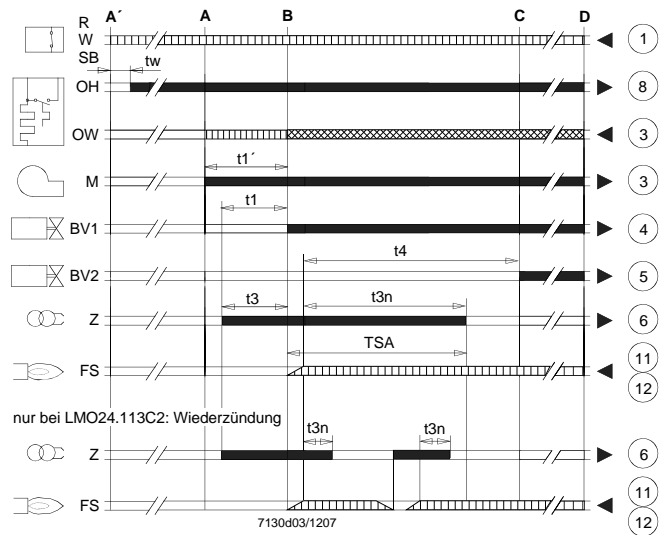 A´ A B C D
R
W 1
SB tw
OH 8
OW 3
t1´
M 3
t1
BV1 4
t4
BV2 5
t3 t3n
Z 6
TSA
FS 11
12
nur bei LMO24.113C2: Wiederzündung
t3n t3n
Z 6
FS 11
12
7130d03/1207